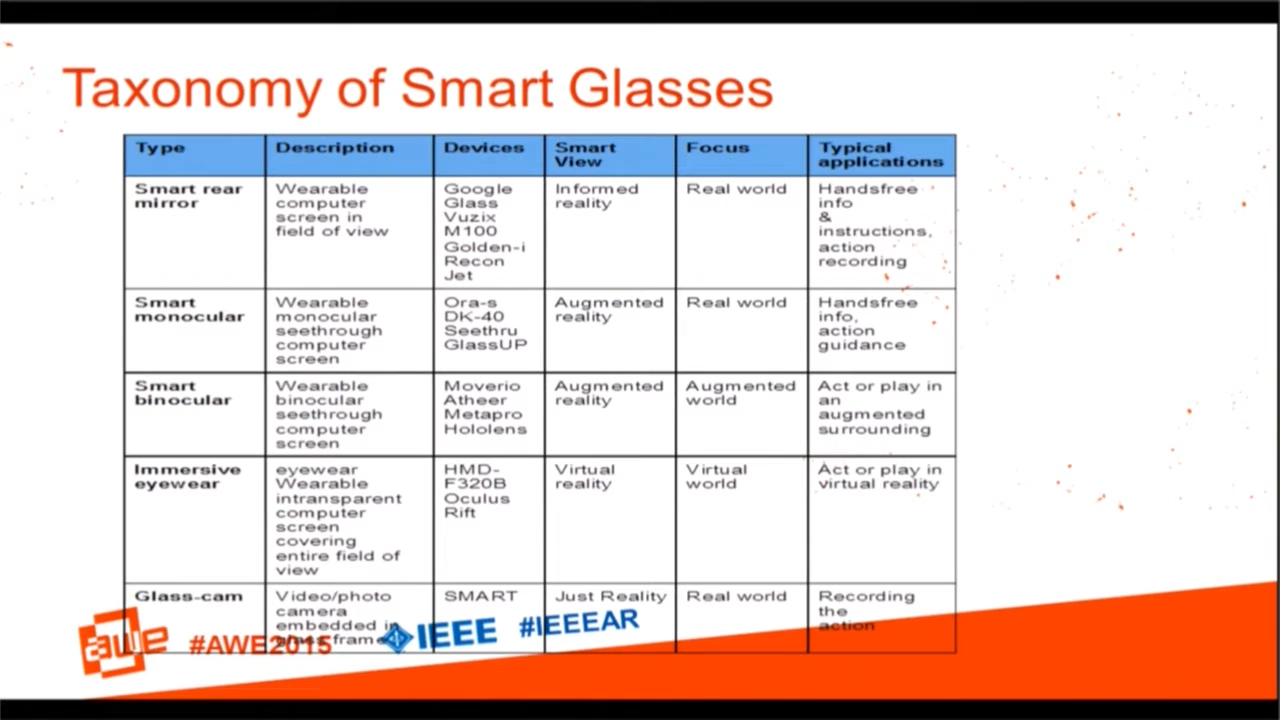 Taxonomy of Smart Glasses
Type
Description
Devices
Smart
View
Focus
Typical
applications
Smart rear
mirror
Wearable
computer
screen in
field of view
Google
Glass
Vuzix
M100
Golden-i
Recon
Jet
Informed
reality
Real world
Handsfree
info
&
instructions,
action
recording
Smart
monocular
Wearable
monocular
seethrough
computer
screen
Ora-s
DK-40
Seethru
GlassUP
Augmented
reality
Real world
Handsfree
info,
action
guidance
Smart
binocular
Wearable
binocular
seethrough
computer
screen
Moverio
Atheer
Metapro
Hololens
Augmented
reality
Augmented
world
Act or play in
an
augmented
surrounding
Immersive
eyewear
eyewear
Wearable
intransparent
computer
screen
covering
entire field of
view
HMD-
F320B
Oculus
Rift
Virtual
reality
Virtual
world
Act or play in
virtual reality
Glass-cam
Video/photo
camera
embedded in
glass frame
SMART
Just Reality
Real world
Recording
the
action
awe
#AWE2015
IEEE
#IEEEAR